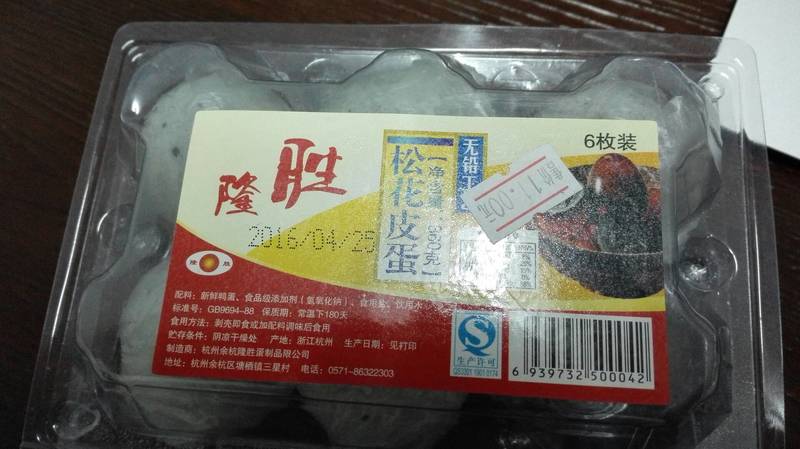 隆胜
6枚装
松花皮蛋
(净含量:360克)
无铅工
售价11.00元
2016/04/25
隆 胜
配料：新鲜鸭蛋、食品级添加剂（氢氧化钠）、食用盐、饮用水
标准号：GB9694-88 保质期：常温下180天
食用方法：剥壳即食或加配料调味后食用
贮存条件：阴凉干燥处 产地：浙江杭州 生产日期：见打印
制造商：杭州余杭隆胜蛋制品有限公司
地址：杭州余杭区塘栖镇三星村 电话：0571-86322303
生产许可
QS3301 1901 0174
6 939732 500042